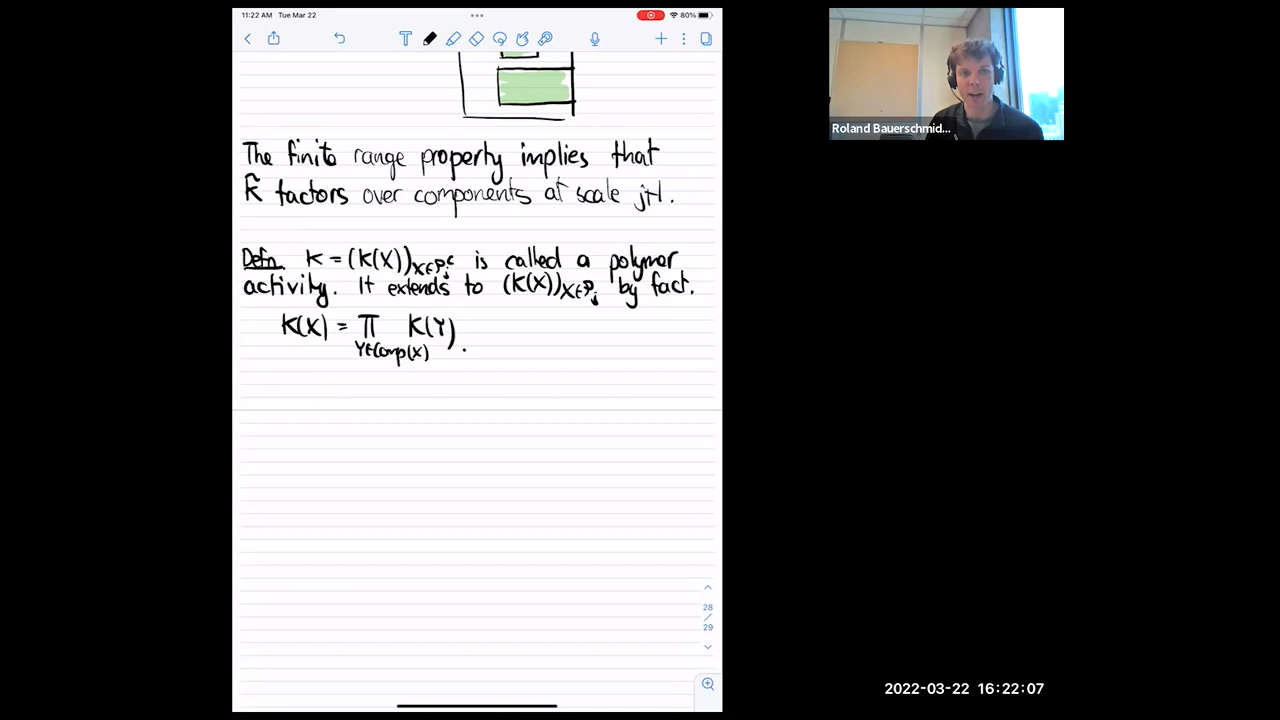 11:22 AM Tue Mar 22
80%
The finite range property implies that
K̃ factors over components at scale j+1.
Defn. K = (K(X))_{X∈P_j^c} is called a polymer
activity. It extends to (K(X))_{X∈P_j} by fact.
K(X) = ∏_{Y∈Comp(X)} K(Y).
28
29
Roland Bauerschmid...
2022-03-22 16:22:07